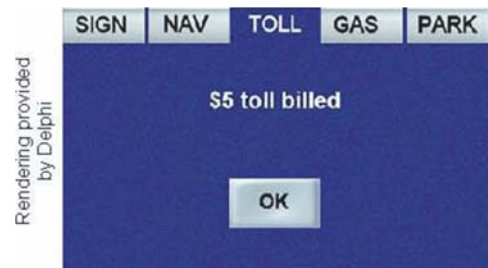 SIGN NAV TOLL GAS PARK
$5 toll billed
OK
Rendering provided
by Delphi